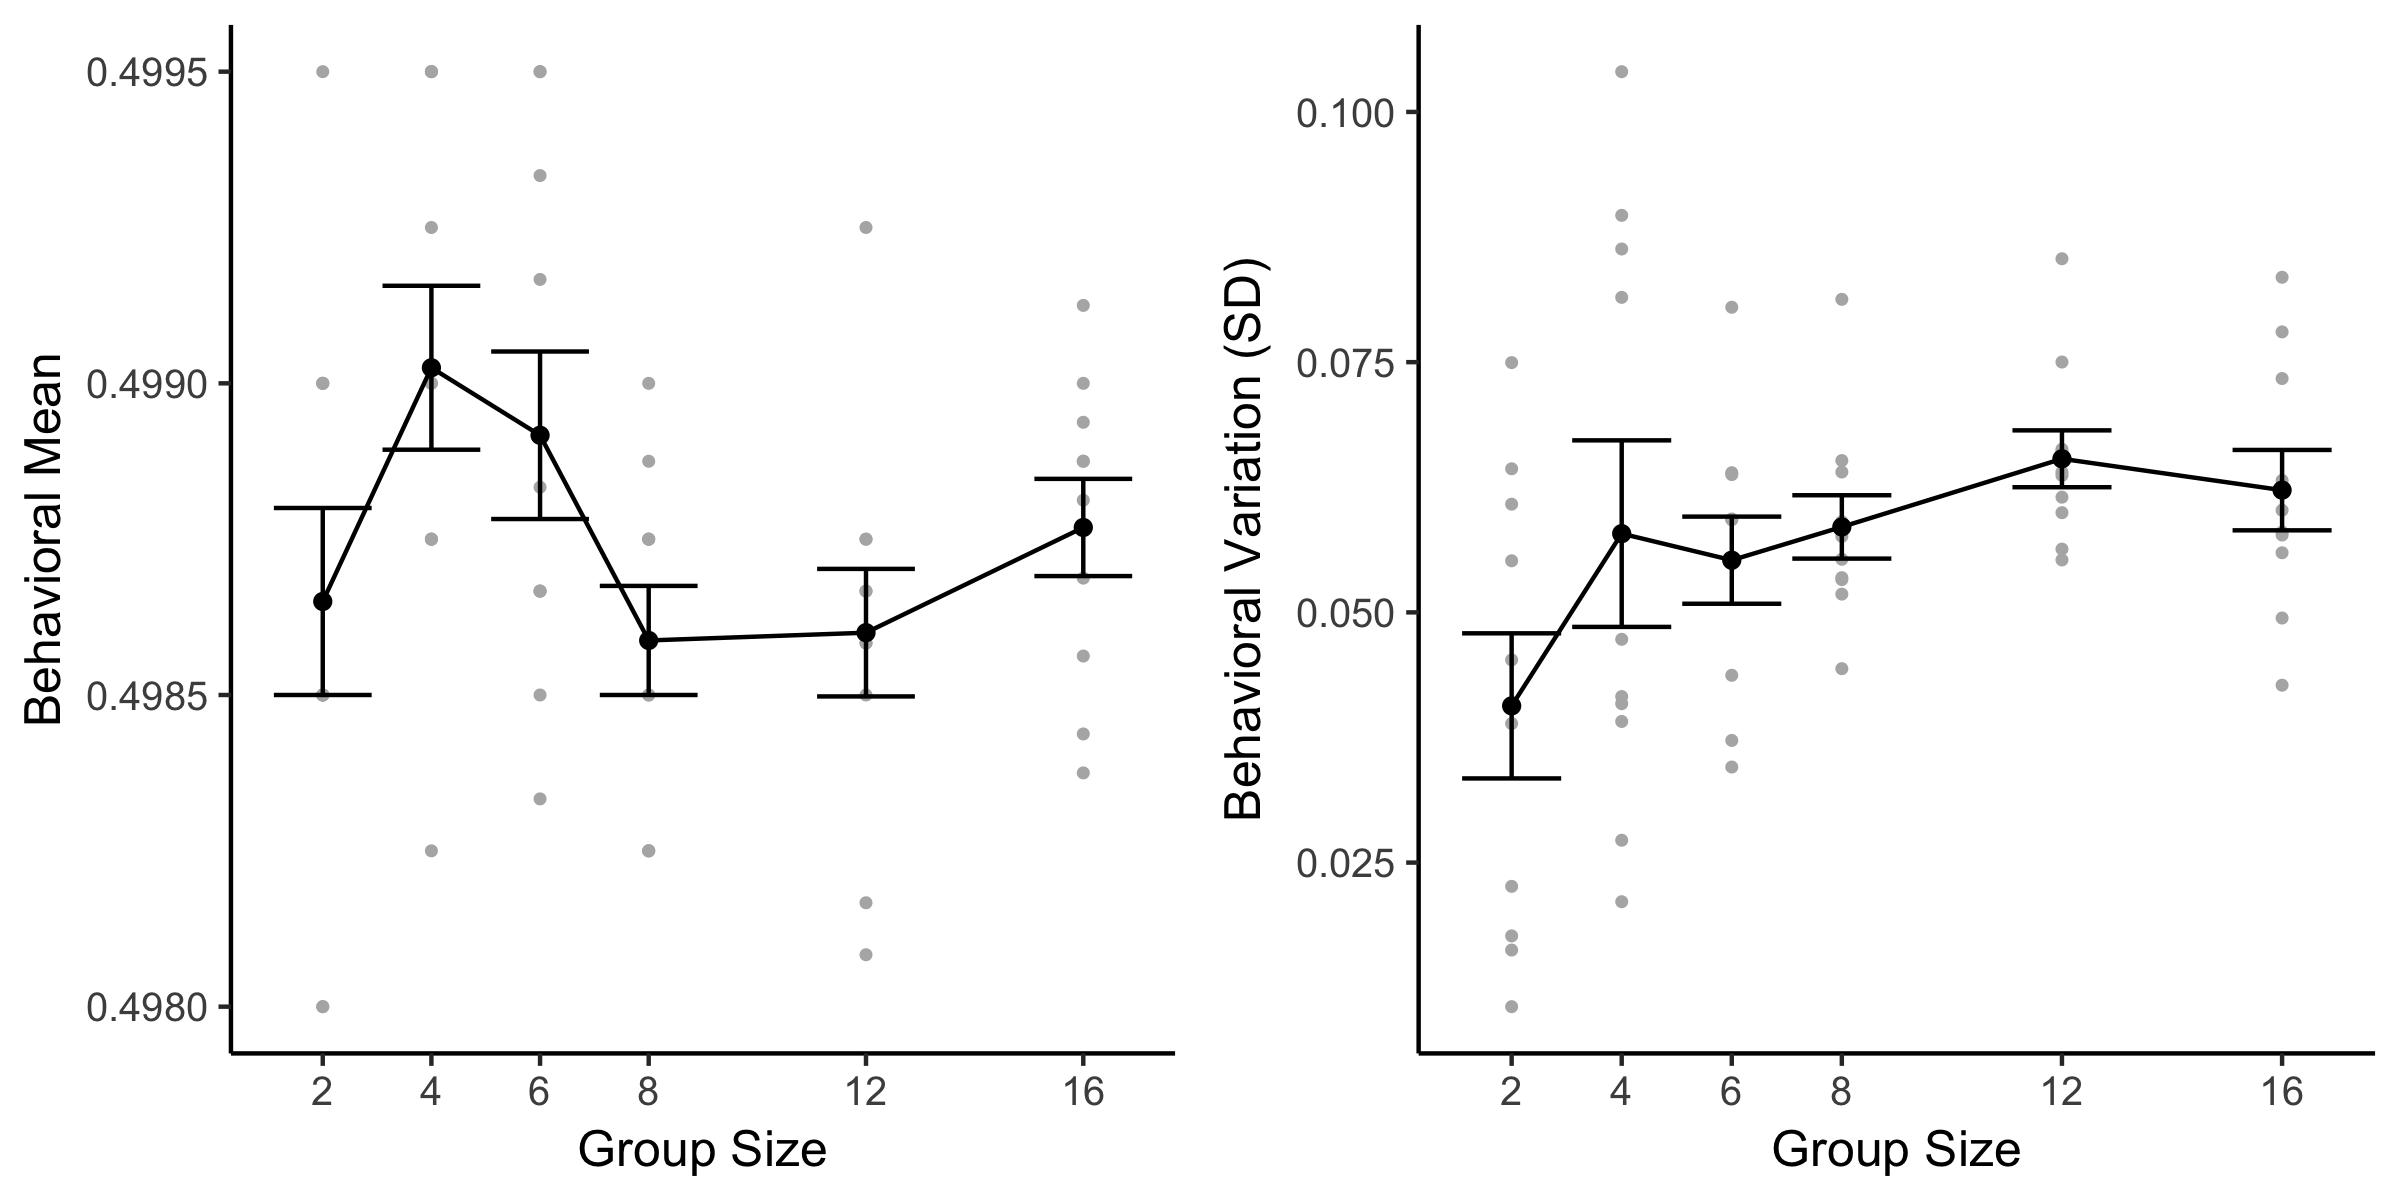 Behavioral Mean
0.4995
0.4990
0.4985
0.4980
2 4 6 8 12 16
Group Size
Behavioral Variation (SD)
0.100
0.075
0.050
0.025
2 4 6 8 12 16
Group Size